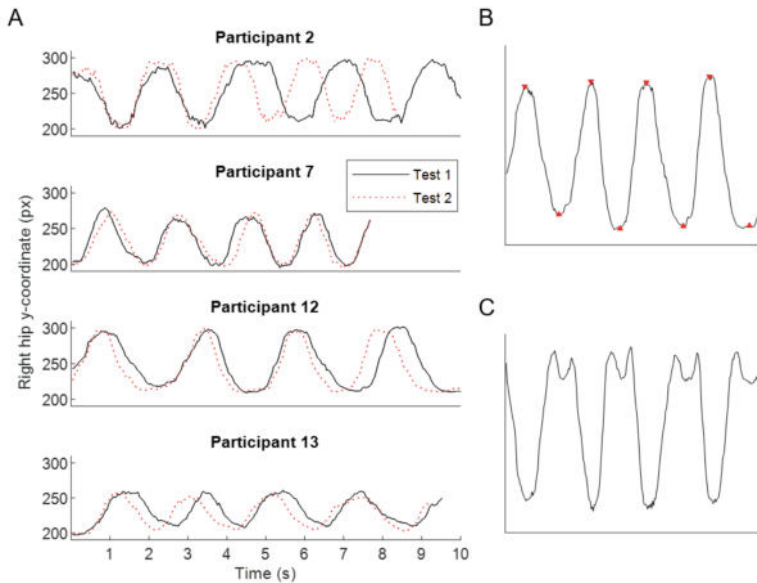 A
Participant 2
300
250
200
Participant 7
300
250
200
Test 1
Test 2
Participant 12
300
250
200
Participant 13
300
250
200
1 2 3 4 5 6 7 8 9 10
Time (s)
Right hip y-coordinate (px)
B
C